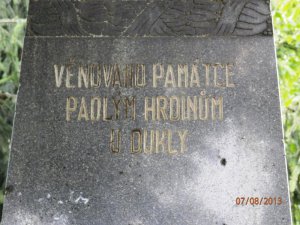 VĚNOVÁNO PAMÁTCE
PADLÝM HRDINŮM
U DUKLY
07/08/2013